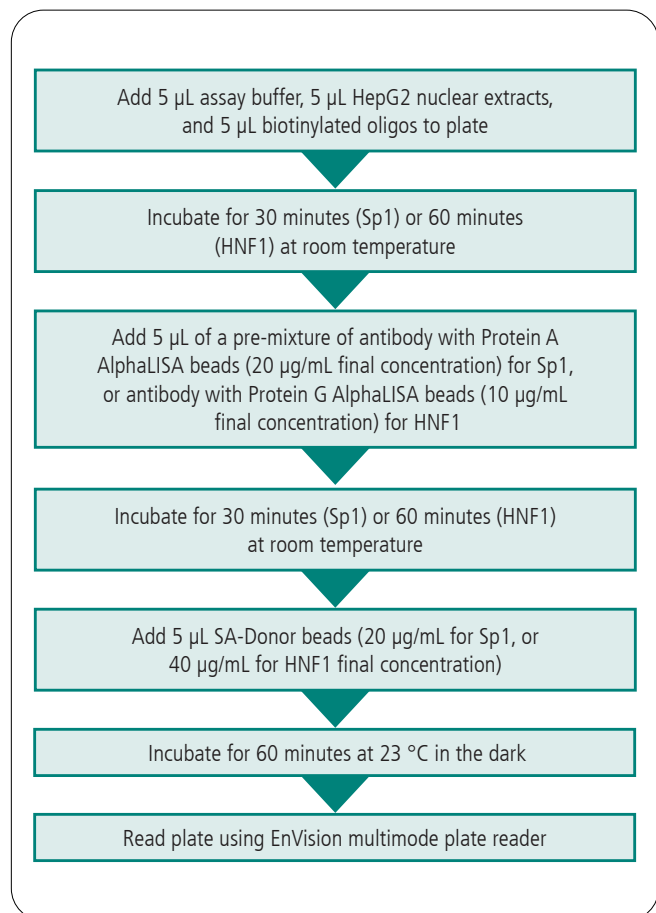 Add 5 µL assay buffer, 5 µL HepG2 nuclear extracts,
and 5 µL biotinylated oligos to plate
Incubate for 30 minutes (Sp1) or 60 minutes
(HNF1) at room temperature
Add 5 µL of a pre-mixture of antibody with Protein A
AlphaLISA beads (20 µg/mL final concentration) for Sp1,
or antibody with Protein G AlphaLISA beads (10 µg/mL
final concentration) for HNF1
Incubate for 30 minutes (Sp1) or 60 minutes (HNF1)
at room temperature
Add 5 µL SA-Donor beads (20 µg/mL for Sp1, or
40 µg/mL for HNF1 final concentration)
Incubate for 60 minutes at 23 °C in the dark
Read plate using EnVision multimode plate reader